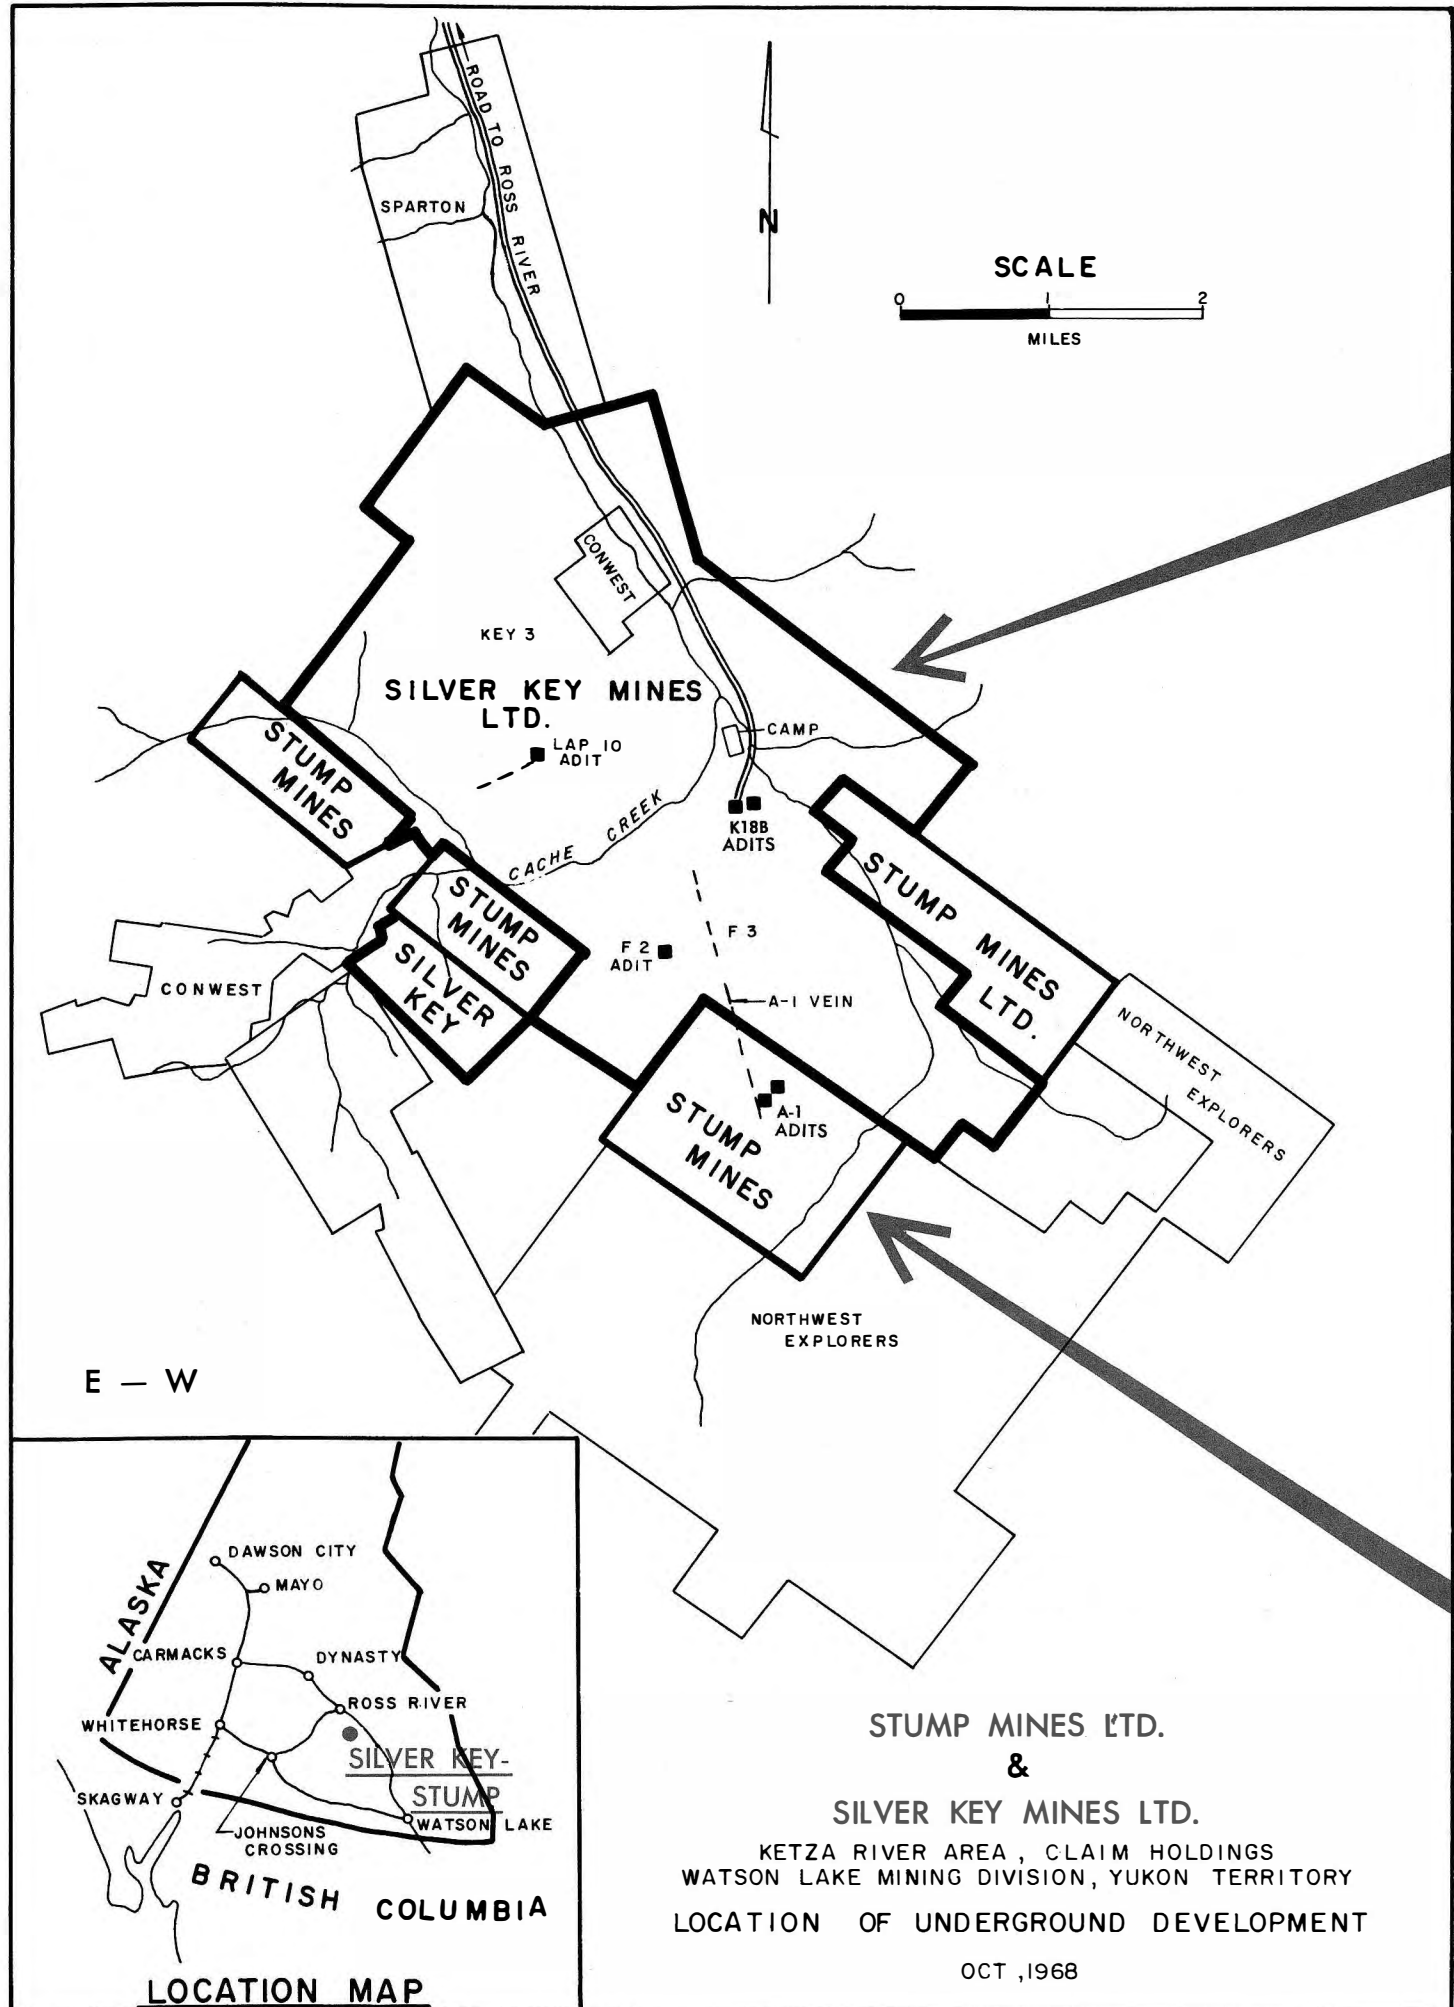 ROAD TO ROSS RIVER
SPARTON
N
SCALE
0 1 2
MILES
CONWEST
KEY 3
SILVER KEY MINES
LTD.
LAP 10
ADIT
CAMP
STUMP
MINES
CACHE CREEK
K18B
ADITS
STUMP
MINES
STUMP MINES
LTD.
F 3
F 2
ADIT
SILVER
KEY
CONWEST
A-1 VEIN
NORTHWEST
EXPLORERS
A-1
ADITS
STUMP
MINES
NORTHWEST
EXPLORERS
E — W
ALASKA
DAWSON CITY
MAYO
CARMACKS
DYNASTY
ROSS RIVER
WHITEHORSE
SILVER KEY-
STUMP
SKAGWAY
WATSON LAKE
JOHNSONS
CROSSING
BRITISH COLUMBIA
LOCATION MAP
STUMP MINES LTD.
&
SILVER KEY MINES LTD.
KETZA RIVER AREA, CLAIM HOLDINGS
WATSON LAKE MINING DIVISION, YUKON TERRITORY
LOCATION OF UNDERGROUND DEVELOPMENT
OCT ,1968